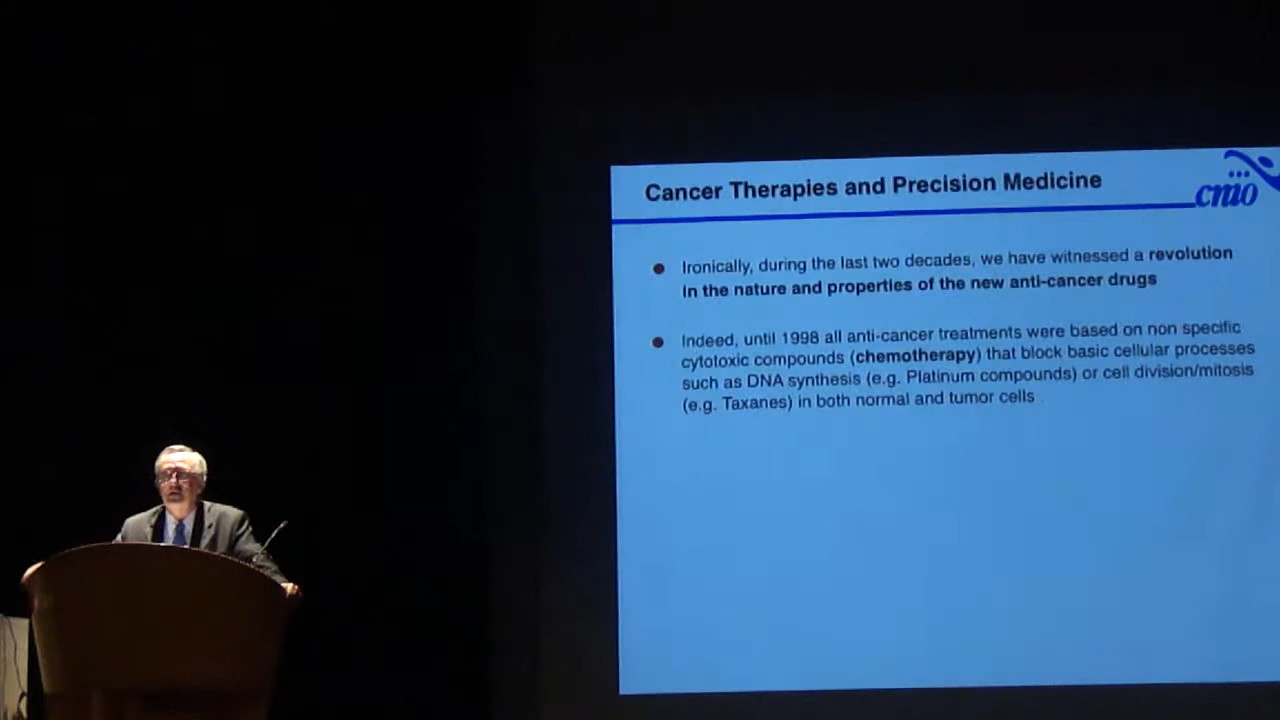 Cancer Therapies and Precision Medicine
cnio
Ironically, during the last two decades, we have witnessed a revolution
in the nature and properties of the new anti-cancer drugs
Indeed, until 1998 all anti-cancer treatments were based on non specific
cytotoxic compounds (chemotherapy) that block basic cellular processes
such as DNA synthesis (e.g. Platinum compounds) or cell division/mitosis
(e.g. Taxanes) in both normal and tumor cells